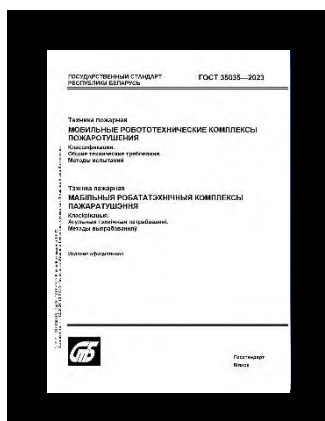 ГОСУДАРСТВЕННЫЙ СТАНДАРТ
РЕСПУБЛИКИ БЕЛАРУСЬ
ГОСТ 35035—2023
Техника пожарная
МОБИЛЬНЫЕ РОБОТОТЕХНИЧЕСКИЕ КОМПЛЕКСЫ
ПОЖАРОТУШЕНИЯ
Классификация.
Общие технические требования.
Методы испытаний
Тэхніка пажарная
МАБІЛЬНЫЯ РОБАТАТЭХНІЧНЫЯ КОМПЛЕКСЫ
ПАЖАРАТУШЭННЯ
Класіфікацыя.
Агульныя тэхнічныя патрабаванні.
Метады выпрабаванняў
Издание официальное
СТБ
Госстандарт
Минск